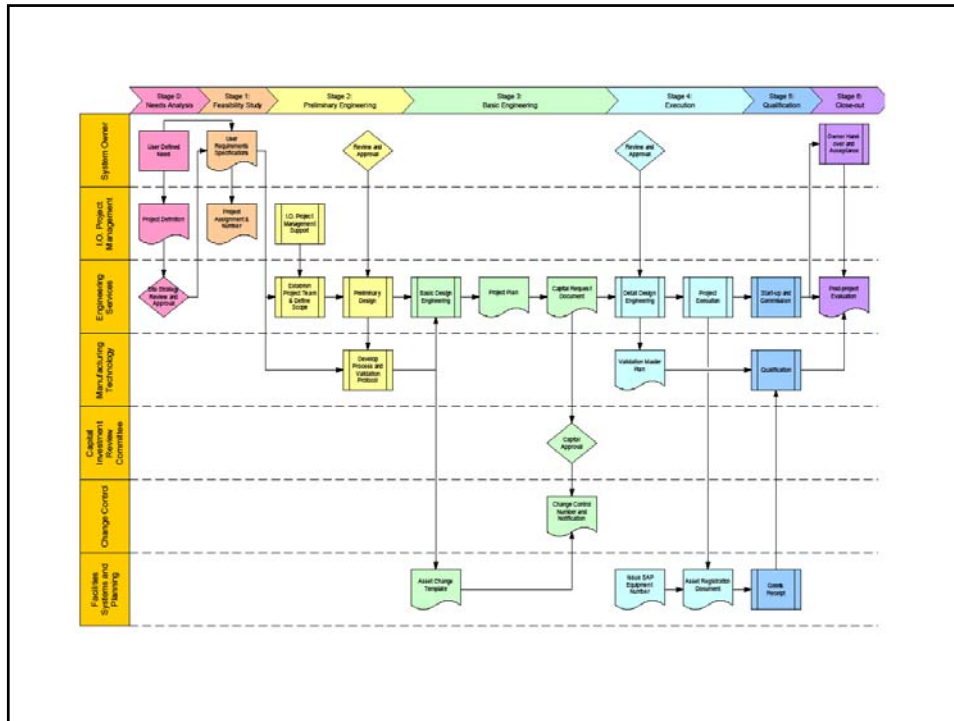 Stage 0:
Needs Analysis
Stage 1:
Feasibility Study
Stage 2:
Preliminary Engineering
Stage 3:
Basic Engineering
Stage 4:
Execution
Stage 5:
Qualification
Stage 6:
Close-out
System Owner
User Defined
Need
User
Requirements
Specifications
Review and
Approval
Review and
Approval
Owner Hand-
over and
Acceptance
I.O. Project
Management
Project Definition
Project
Assignment &
Number
I.O. Project
Management
Support
Engineering
Services
Site Strategy
Review and
Approval
Establish
Project Team
& Define
Scope
Preliminary
Design
Basic Design
Engineering
Project Plan
Capital Request
Document
Detail Design
Engineering
Project
Execution
Start-up and
Commission
Post-project
Evaluation
Manufacturing
Technology
Develop
Process and
Validation
Protocol
Validation Master
Plan
Qualification
Capital
Investment
Review
Committee
Capital
Approval
Change Control
Change Control
Number and
Notification
Facilities
Systems and
Planning
Asset Change
Template
Issue SAP
Equipment
Number
Asset Registration
Document
Goods
Receipt